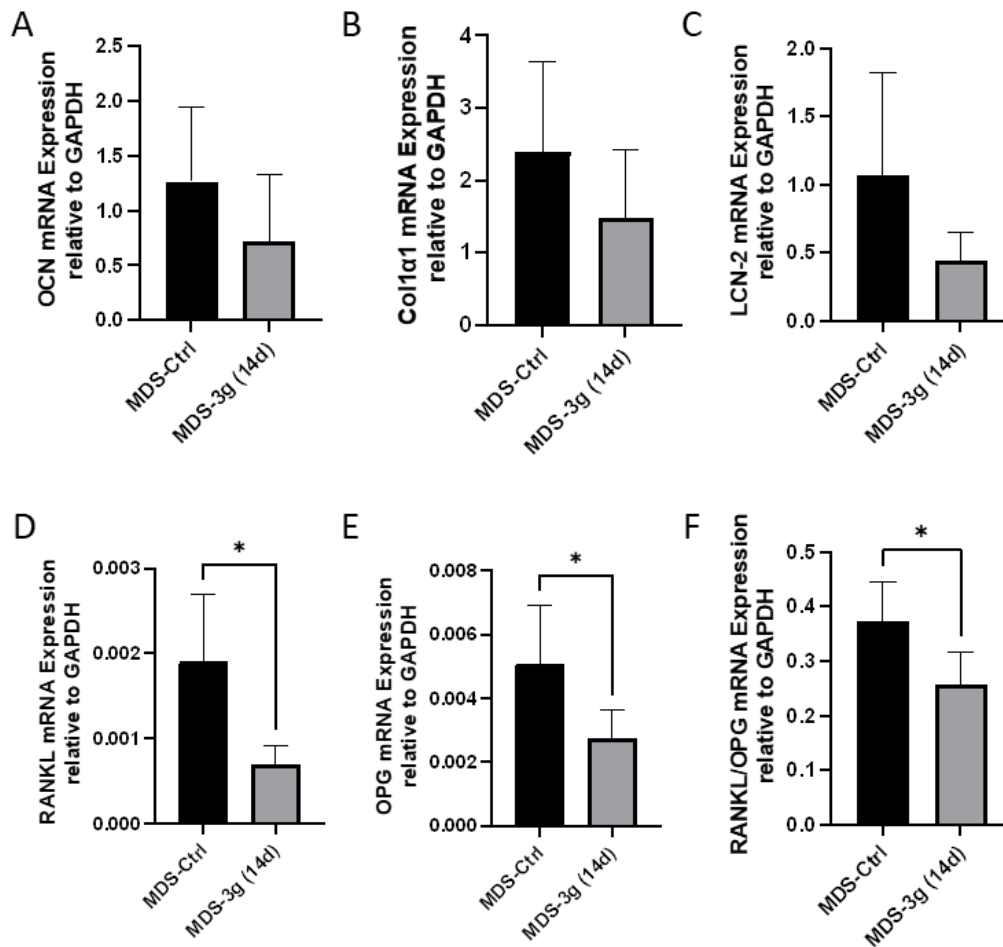 A
OCN mRNA Expression
relative to GAPDH
2.5
2.0
1.5
1.0
0.5
0.0
MDS-Ctrl
MDS-3g (14d)
B
Col1α1 mRNA Expression
relative to GAPDH
4
3
2
1
0
MDS-Ctrl
MDS-3g (14d)
C
LCN-2 mRNA Expression
relative to GAPDH
2.0
1.5
1.0
0.5
0.0
MDS-Ctrl
MDS-3g (14d)
D
RANKL mRNA Expression
relative to GAPDH
0.003
0.002
0.001
0.000
*
MDS-Ctrl
MDS-3g (14d)
E
OPG mRNA Expression
relative to GAPDH
0.008
0.006
0.004
0.002
0.000
*
MDS-Ctrl
MDS-3g (14d)
F
RANKL/OPG mRNA Expression
relative to GAPDH
0.5
0.4
0.3
0.2
0.1
0.0
*
MDS-Ctrl
MDS-3g (14d)